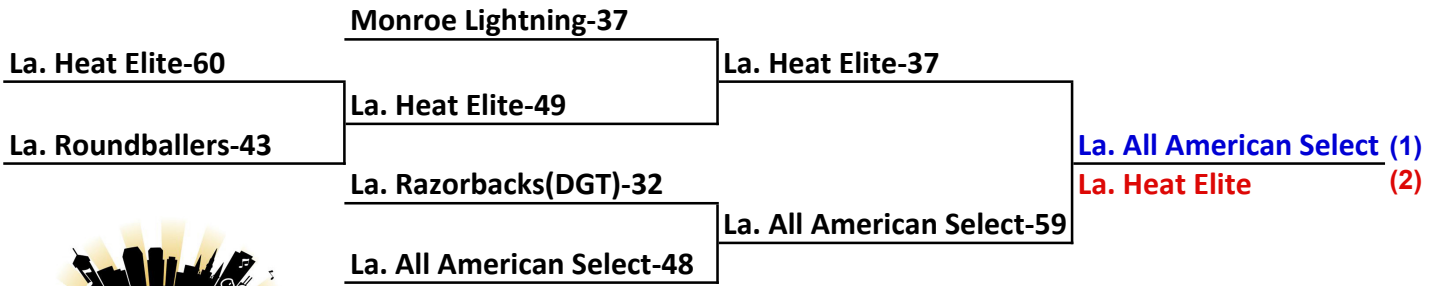 Monroe Lightning-37
La. Heat Elite-60
La. Heat Elite-37
La. Heat Elite-49
La. Roundballers-43
La. All American Select (1)
La. Razorbacks(DGT)-32
La. Heat Elite (2)
La. All American Select-59
La. All American Select-48